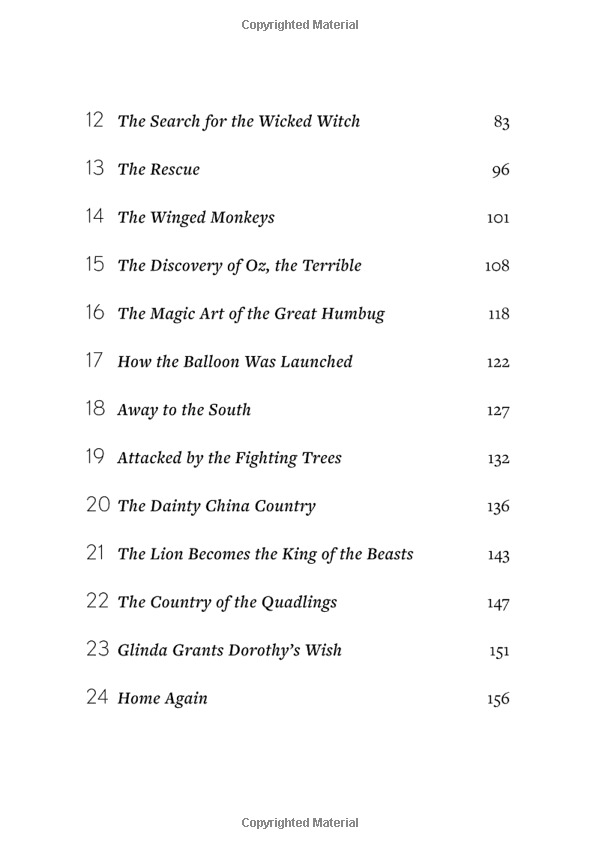 Copyrighted Material
12 The Search for the Wicked Witch 83
13 The Rescue 96
14 The Winged Monkeys 101
15 The Discovery of Oz, the Terrible 108
16 The Magic Art of the Great Humbug 118
17 How the Balloon Was Launched 122
18 Away to the South 127
19 Attacked by the Fighting Trees 132
20 The Dainty China Country 136
21 The Lion Becomes the King of the Beasts 143
22 The Country of the Quadlings 147
23 Glinda Grants Dorothy’s Wish 151
24 Home Again 156
Copyrighted Material